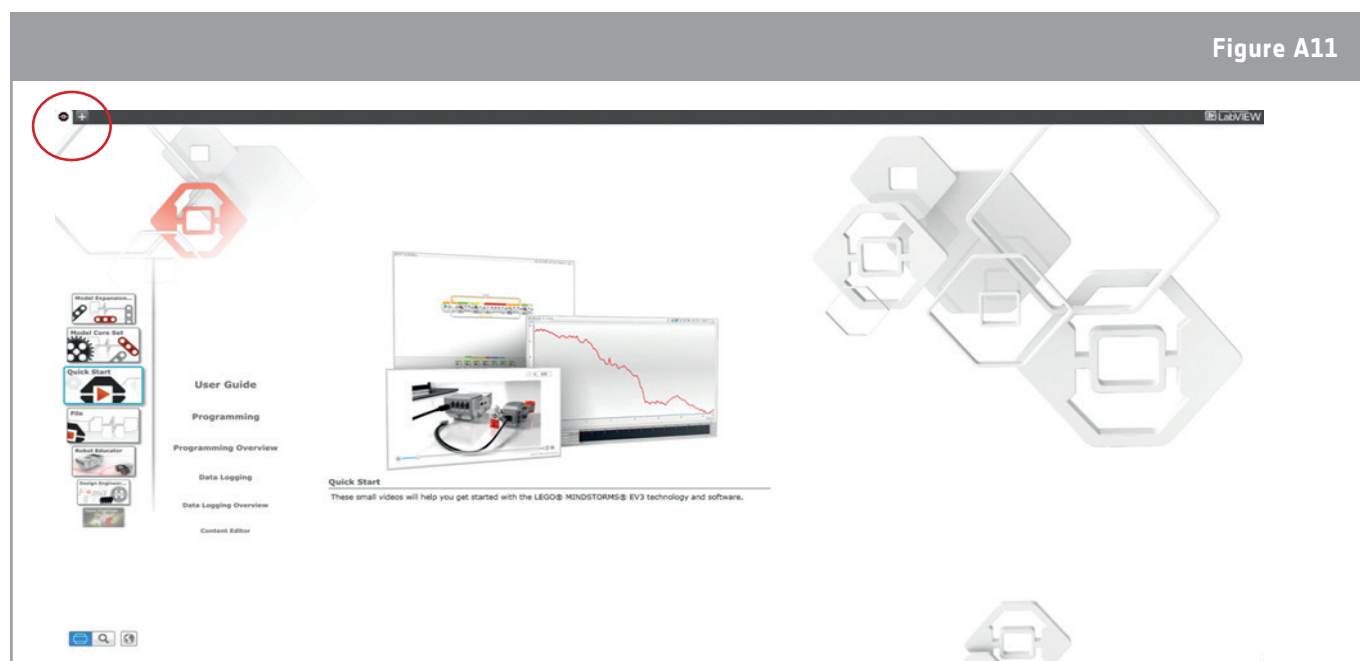 Figure A11
+
LabVIEW
Model Expansion...
Model Core Set
Quick Start
File
Robot Educator
Design Engineer...
User Guide
Programming
Programming Overview
Data Logging
Data Logging Overview
Content Editor
Quick Start
These small videos will help you get started with the LEGO® MINDSTORMS® EV3 technology and software.